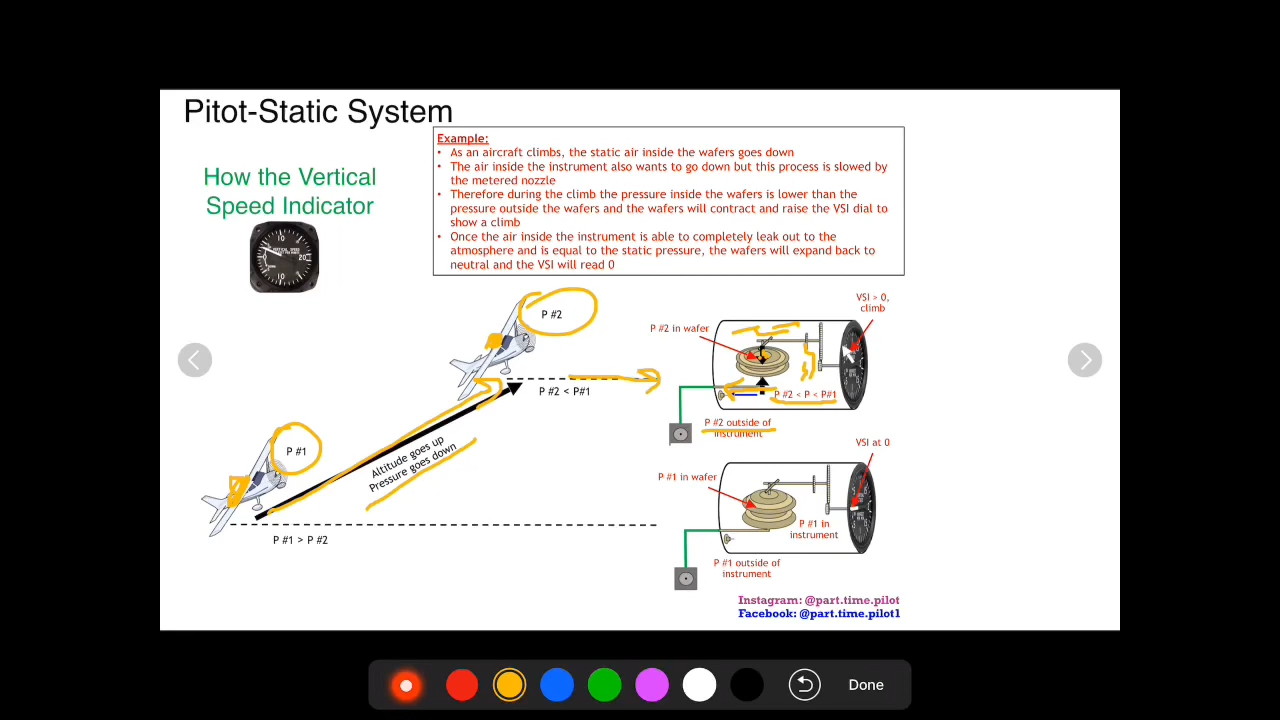 Pitot-Static System
How the Vertical
Speed Indicator
Example:
• As an aircraft climbs, the static air inside the wafers goes down
• The air inside the instrument also wants to go down but this process is slowed by
the metered nozzle
• Therefore during the climb the pressure inside the wafers is lower than the
pressure outside the wafers and the wafers will contract and raise the VSI dial to
show a climb
• Once the air inside the instrument is able to completely leak out to the
atmosphere and is equal to the static pressure, the wafers will expand back to
neutral and the VSI will read 0
P #2
P #2 < P#1
P #1
Altitude goes up
Pressure goes down
P #1 > P #2
VSI > 0,
climb
P #2 in wafer
P #2 < P < P#1
P #2 outside of
instrument
VSI at 0
P #1 in wafer
P #1 in
instrument
P #1 outside of
instrument
Instagram: @part.time.pilot
Facebook: @part.time.pilot1
Done